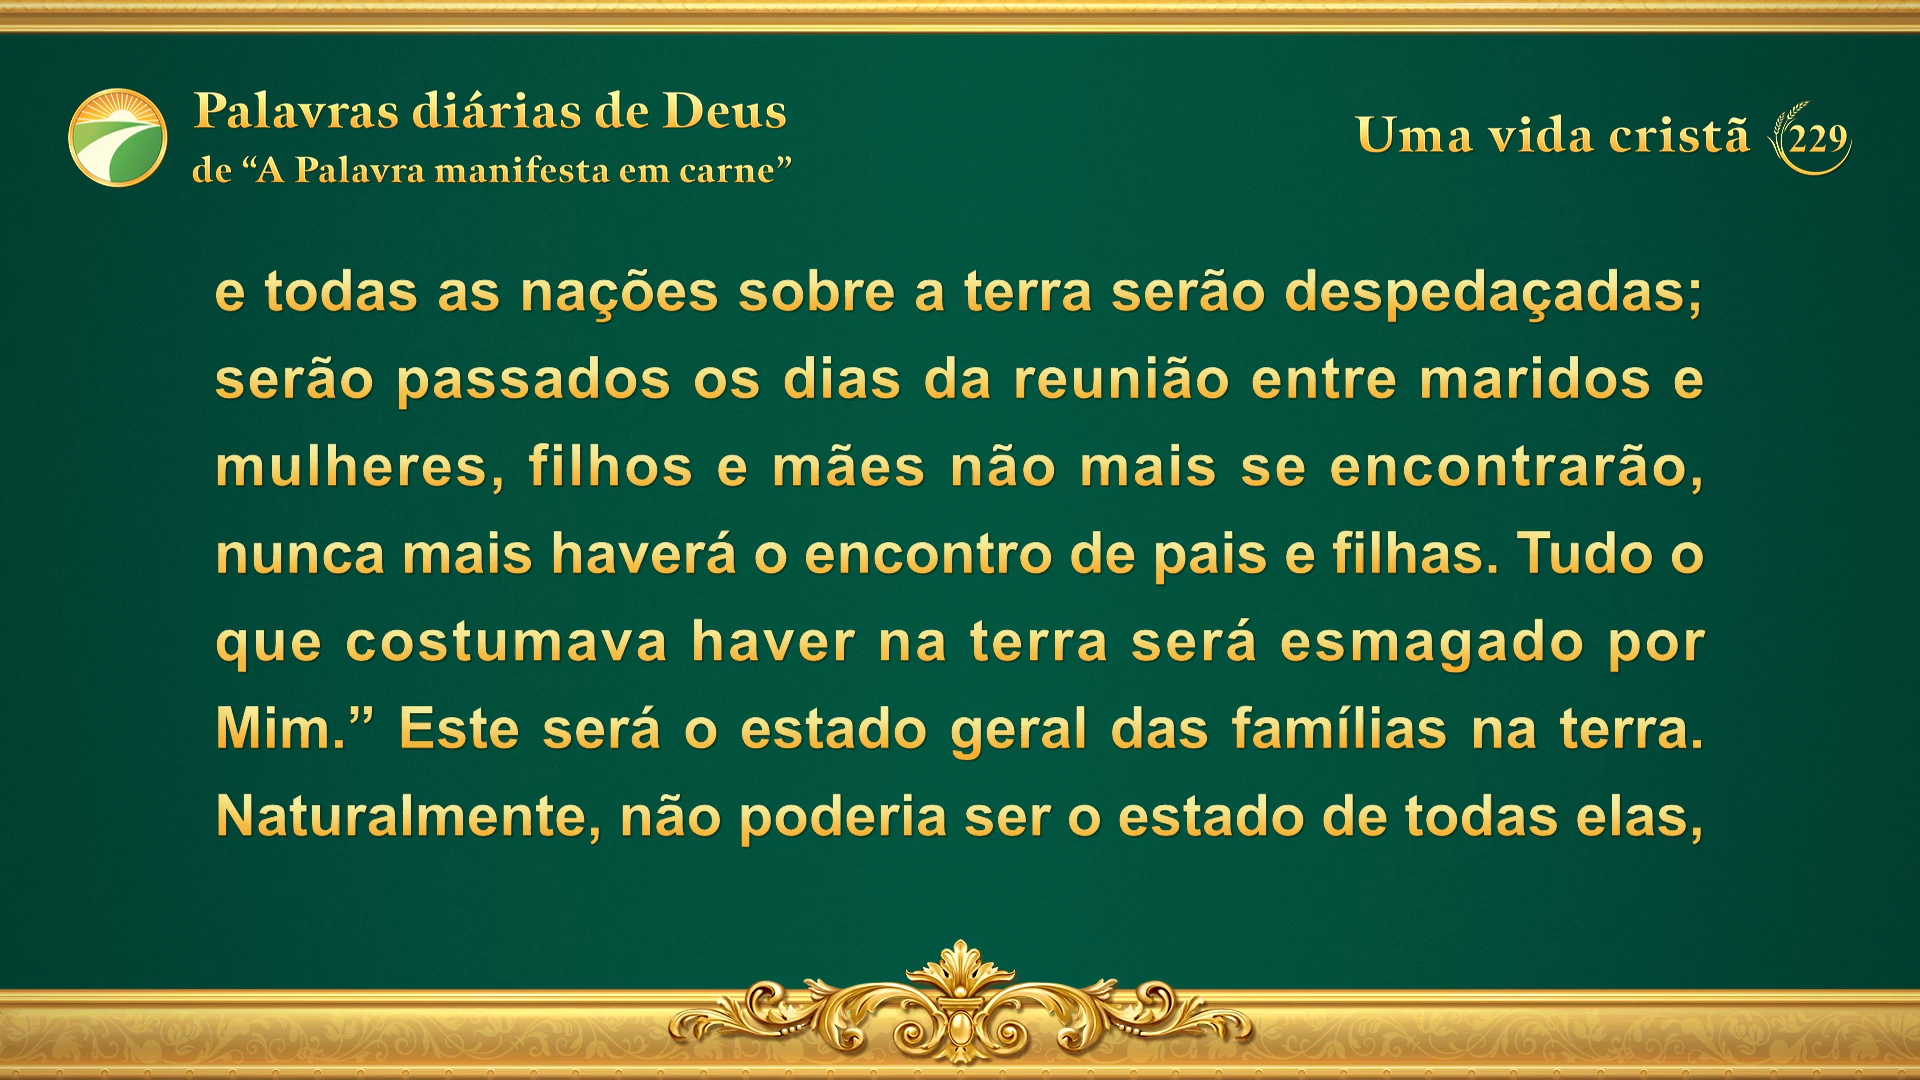 Palavras diárias de Deus
de “A Palavra manifesta em carne”
Uma vida cristã 229
e todas as nações sobre a terra serão despedaçadas;
serão passados os dias da reunião entre maridos e
mulheres, filhos e mães não mais se encontrarão,
nunca mais haverá o encontro de pais e filhas. Tudo o
que costumava haver na terra será esmagado por
Mim.” Este será o estado geral das famílias na terra.
Naturalmente, não poderia ser o estado de todas elas,